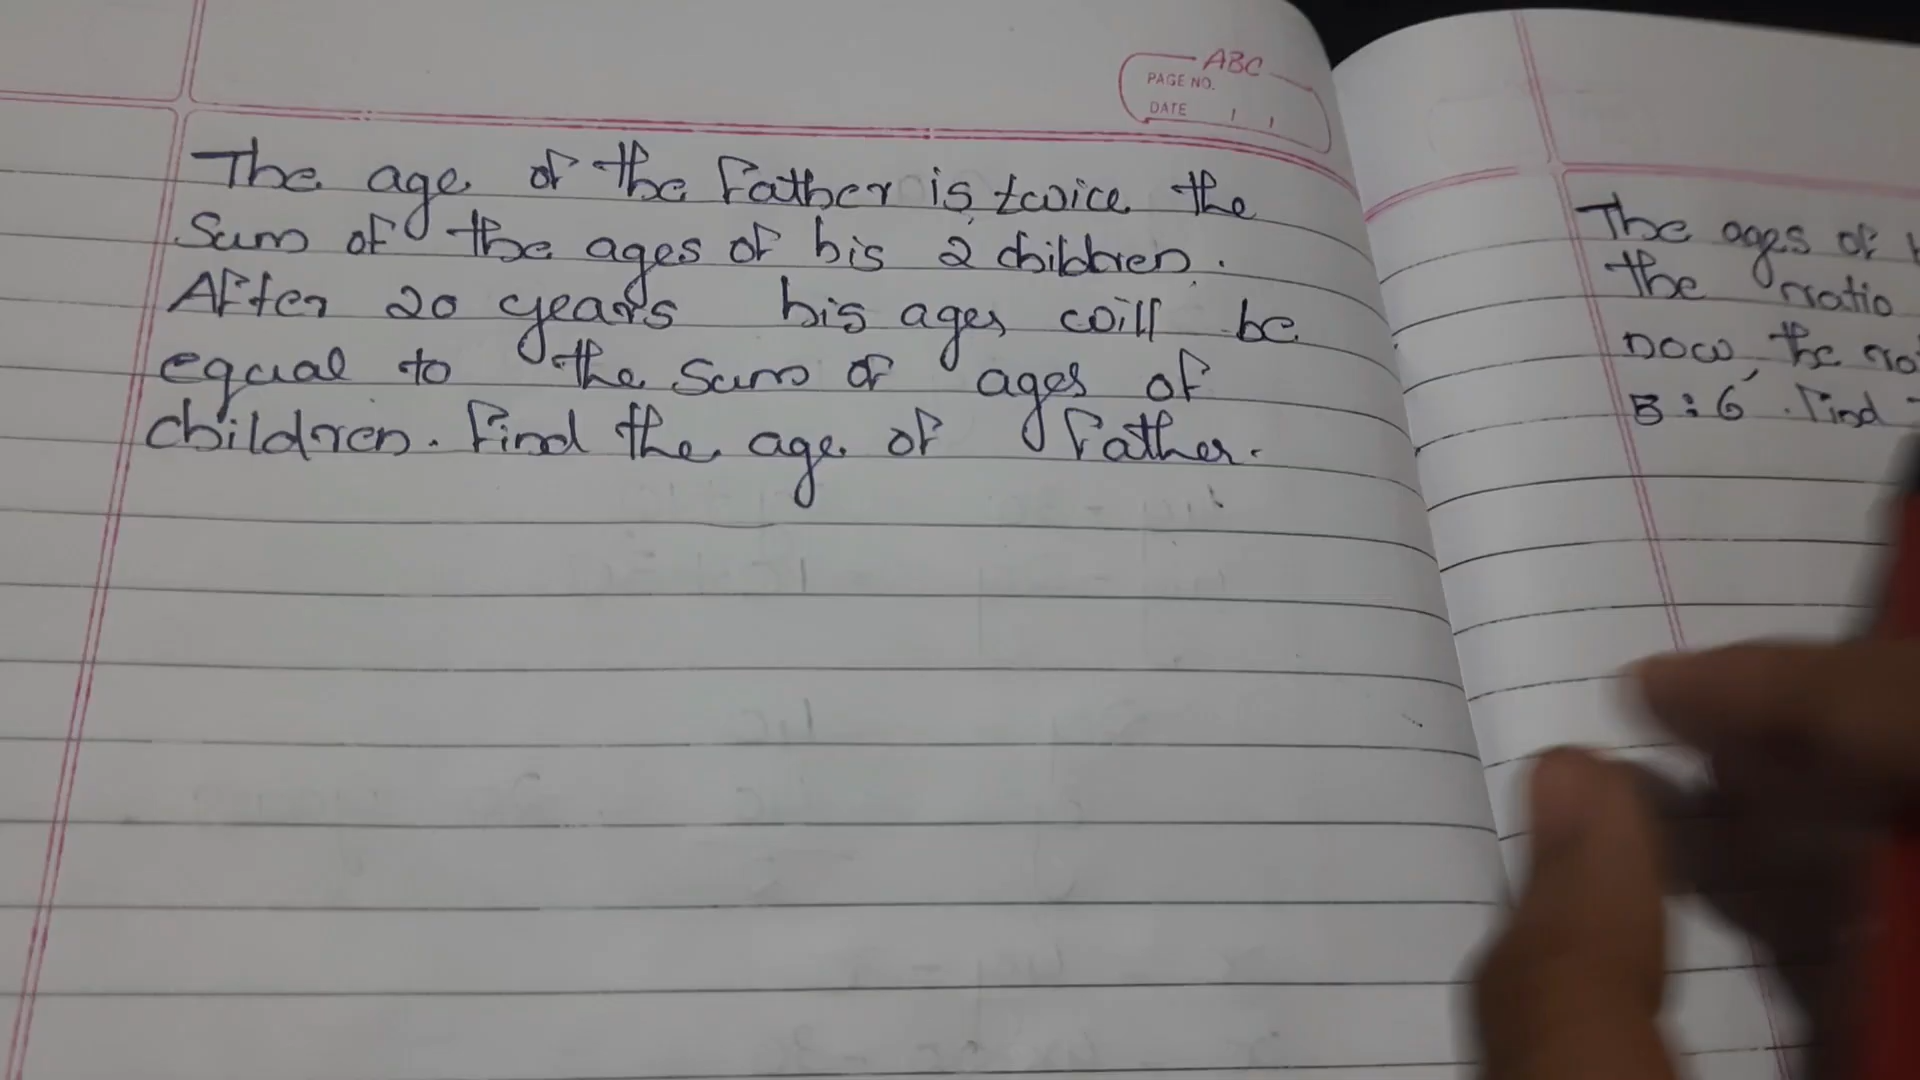 ABC
PAGE NO.
DATE / /
The age of the father is twice the
Sum of the ages of his 2 children.
After 20 years his ages will be
equal to the sum of ages of
children. Find the age of father.
The ages of
the ratio
now, the
5 : 6 . Find